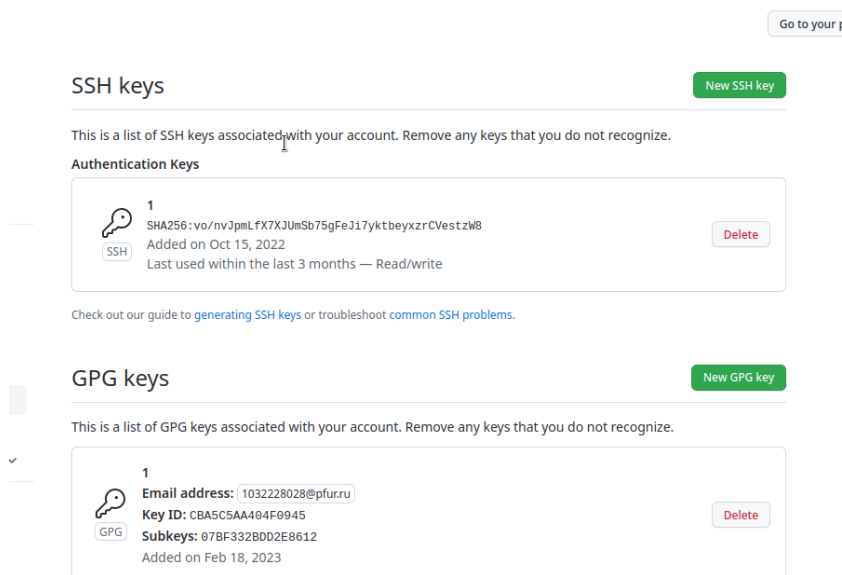 Go to your p
SSH keys
New SSH key
This is a list of SSH keys associated with your account. Remove any keys that you do not recognize.
Authentication Keys
1
SHA256:vo/nvJpmLfX7XJUmSb75gFeJi7yktbeyxzrCVestzW8
Added on Oct 15, 2022
Last used within the last 3 months — Read/write
SSH
Delete
Check out our guide to generating SSH keys or troubleshoot common SSH problems.
GPG keys
New GPG key
This is a list of GPG keys associated with your account. Remove any keys that you do not recognize.
1
Email address: 1032228028@pfur.ru
Key ID: CBA5C5AA404F0945
Subkeys: 07BF332BDD2E8612
Added on Feb 18, 2023
GPG
Delete